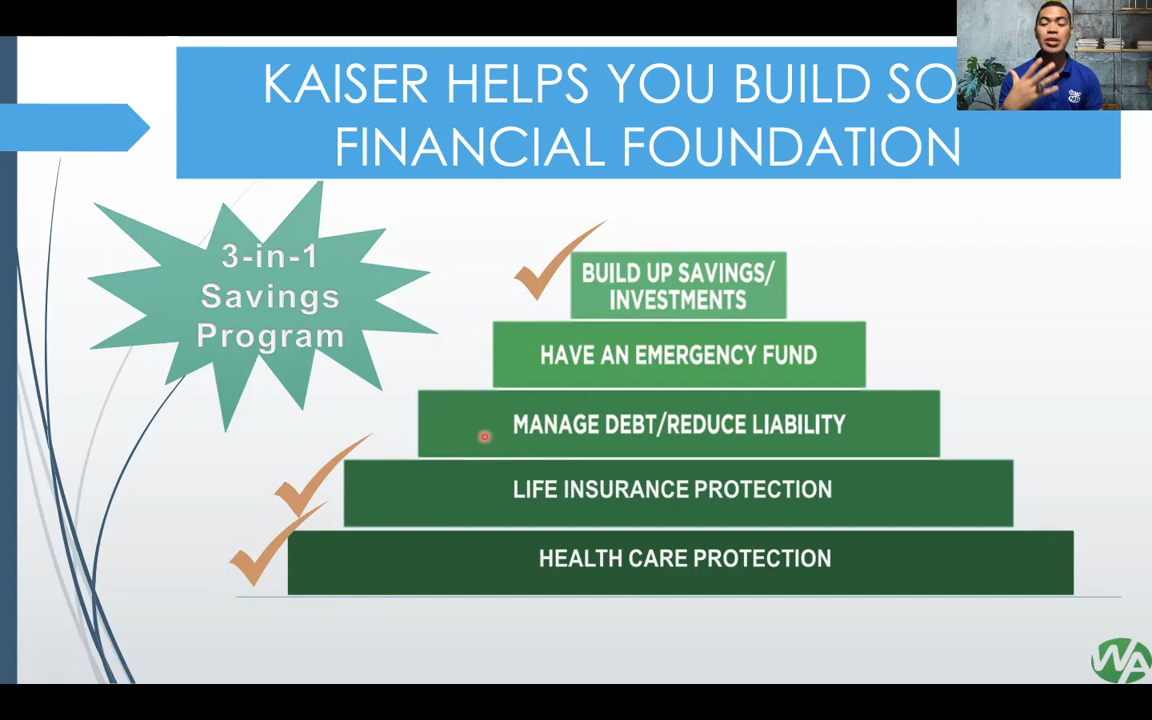 KAISER HELPS YOU BUILD SO
FINANCIAL FOUNDATION
3-in-1
Savings
Program
BUILD UP SAVINGS/
INVESTMENTS
HAVE AN EMERGENCY FUND
MANAGE DEBT/REDUCE LIABILITY
LIFE INSURANCE PROTECTION
HEALTH CARE PROTECTION
WA